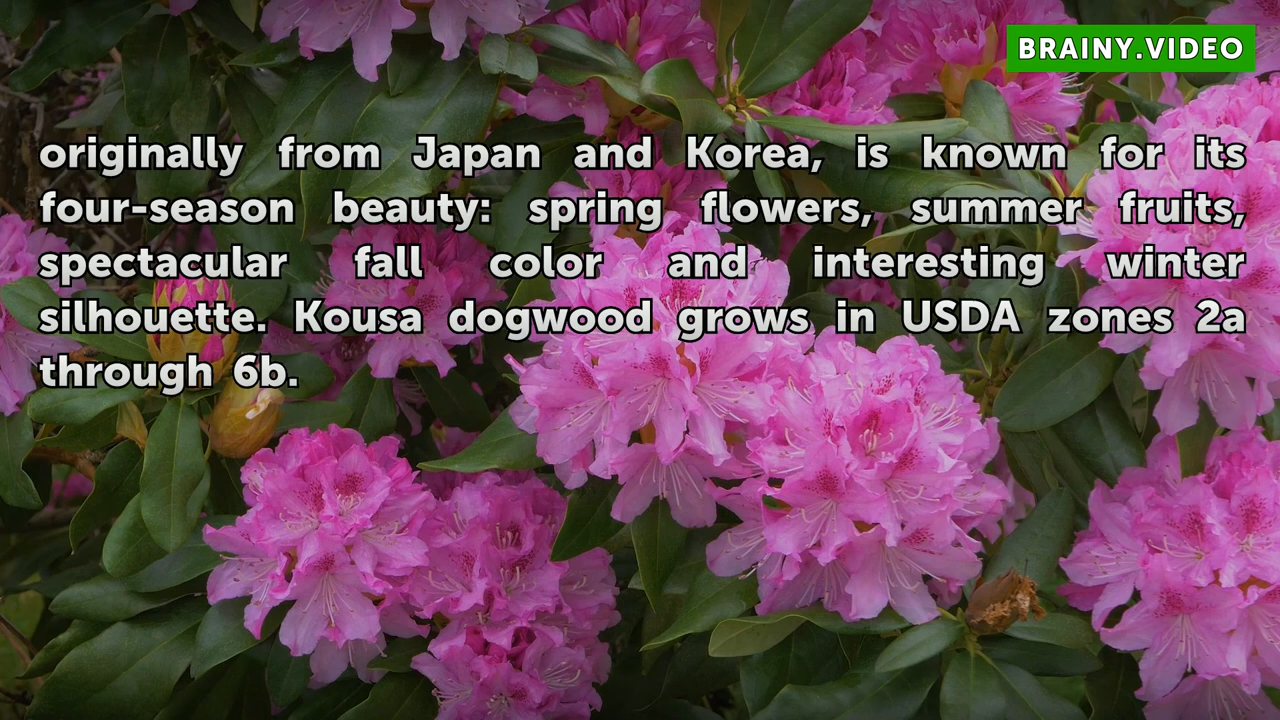 BRAINY.VIDEO
originally from Japan and Korea, is known for its
four-season beauty: spring flowers, summer fruits,
spectacular fall color and interesting winter
silhouette. Kousa dogwood grows in USDA zones 2a
through 6b.